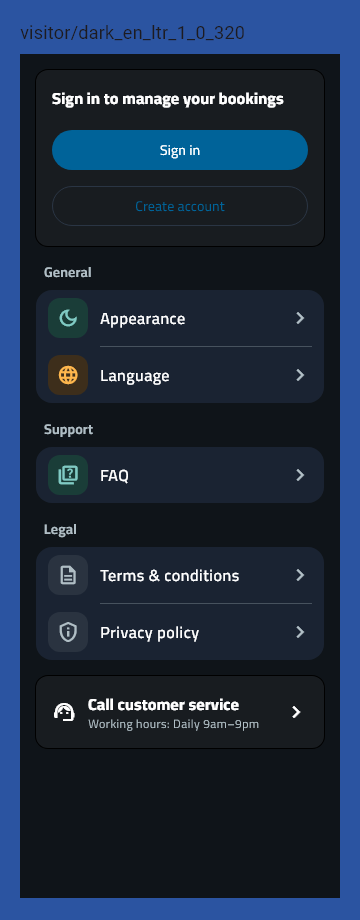 visitor/dark_en_ltr_1_0_320
Sign in to manage your bookings
Sign in
Create account
General
Appearance
Language
Support
FAQ
Legal
Terms & conditions
Privacy policy
Call customer service
Working hours: Daily 9am–9pm